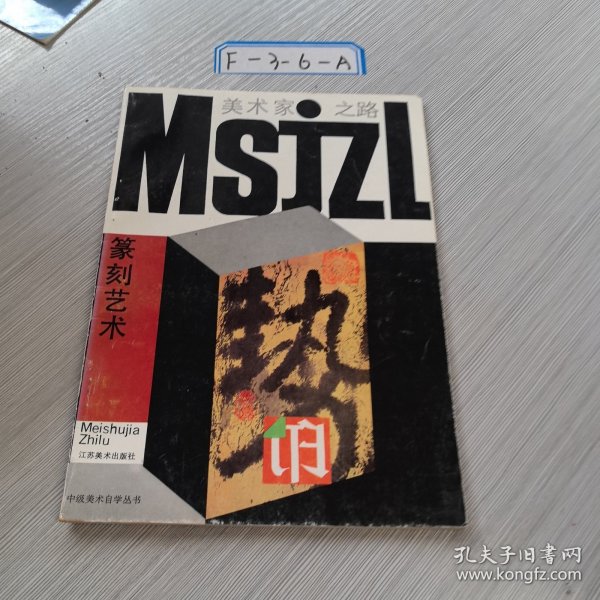 F-3-6-A
美术家之路
MSjZL
篆刻艺术
勢
Meishujia
Zhilu
江苏美术出版社
中级美术自学丛书
孔夫子旧书网
www.kongfz.com